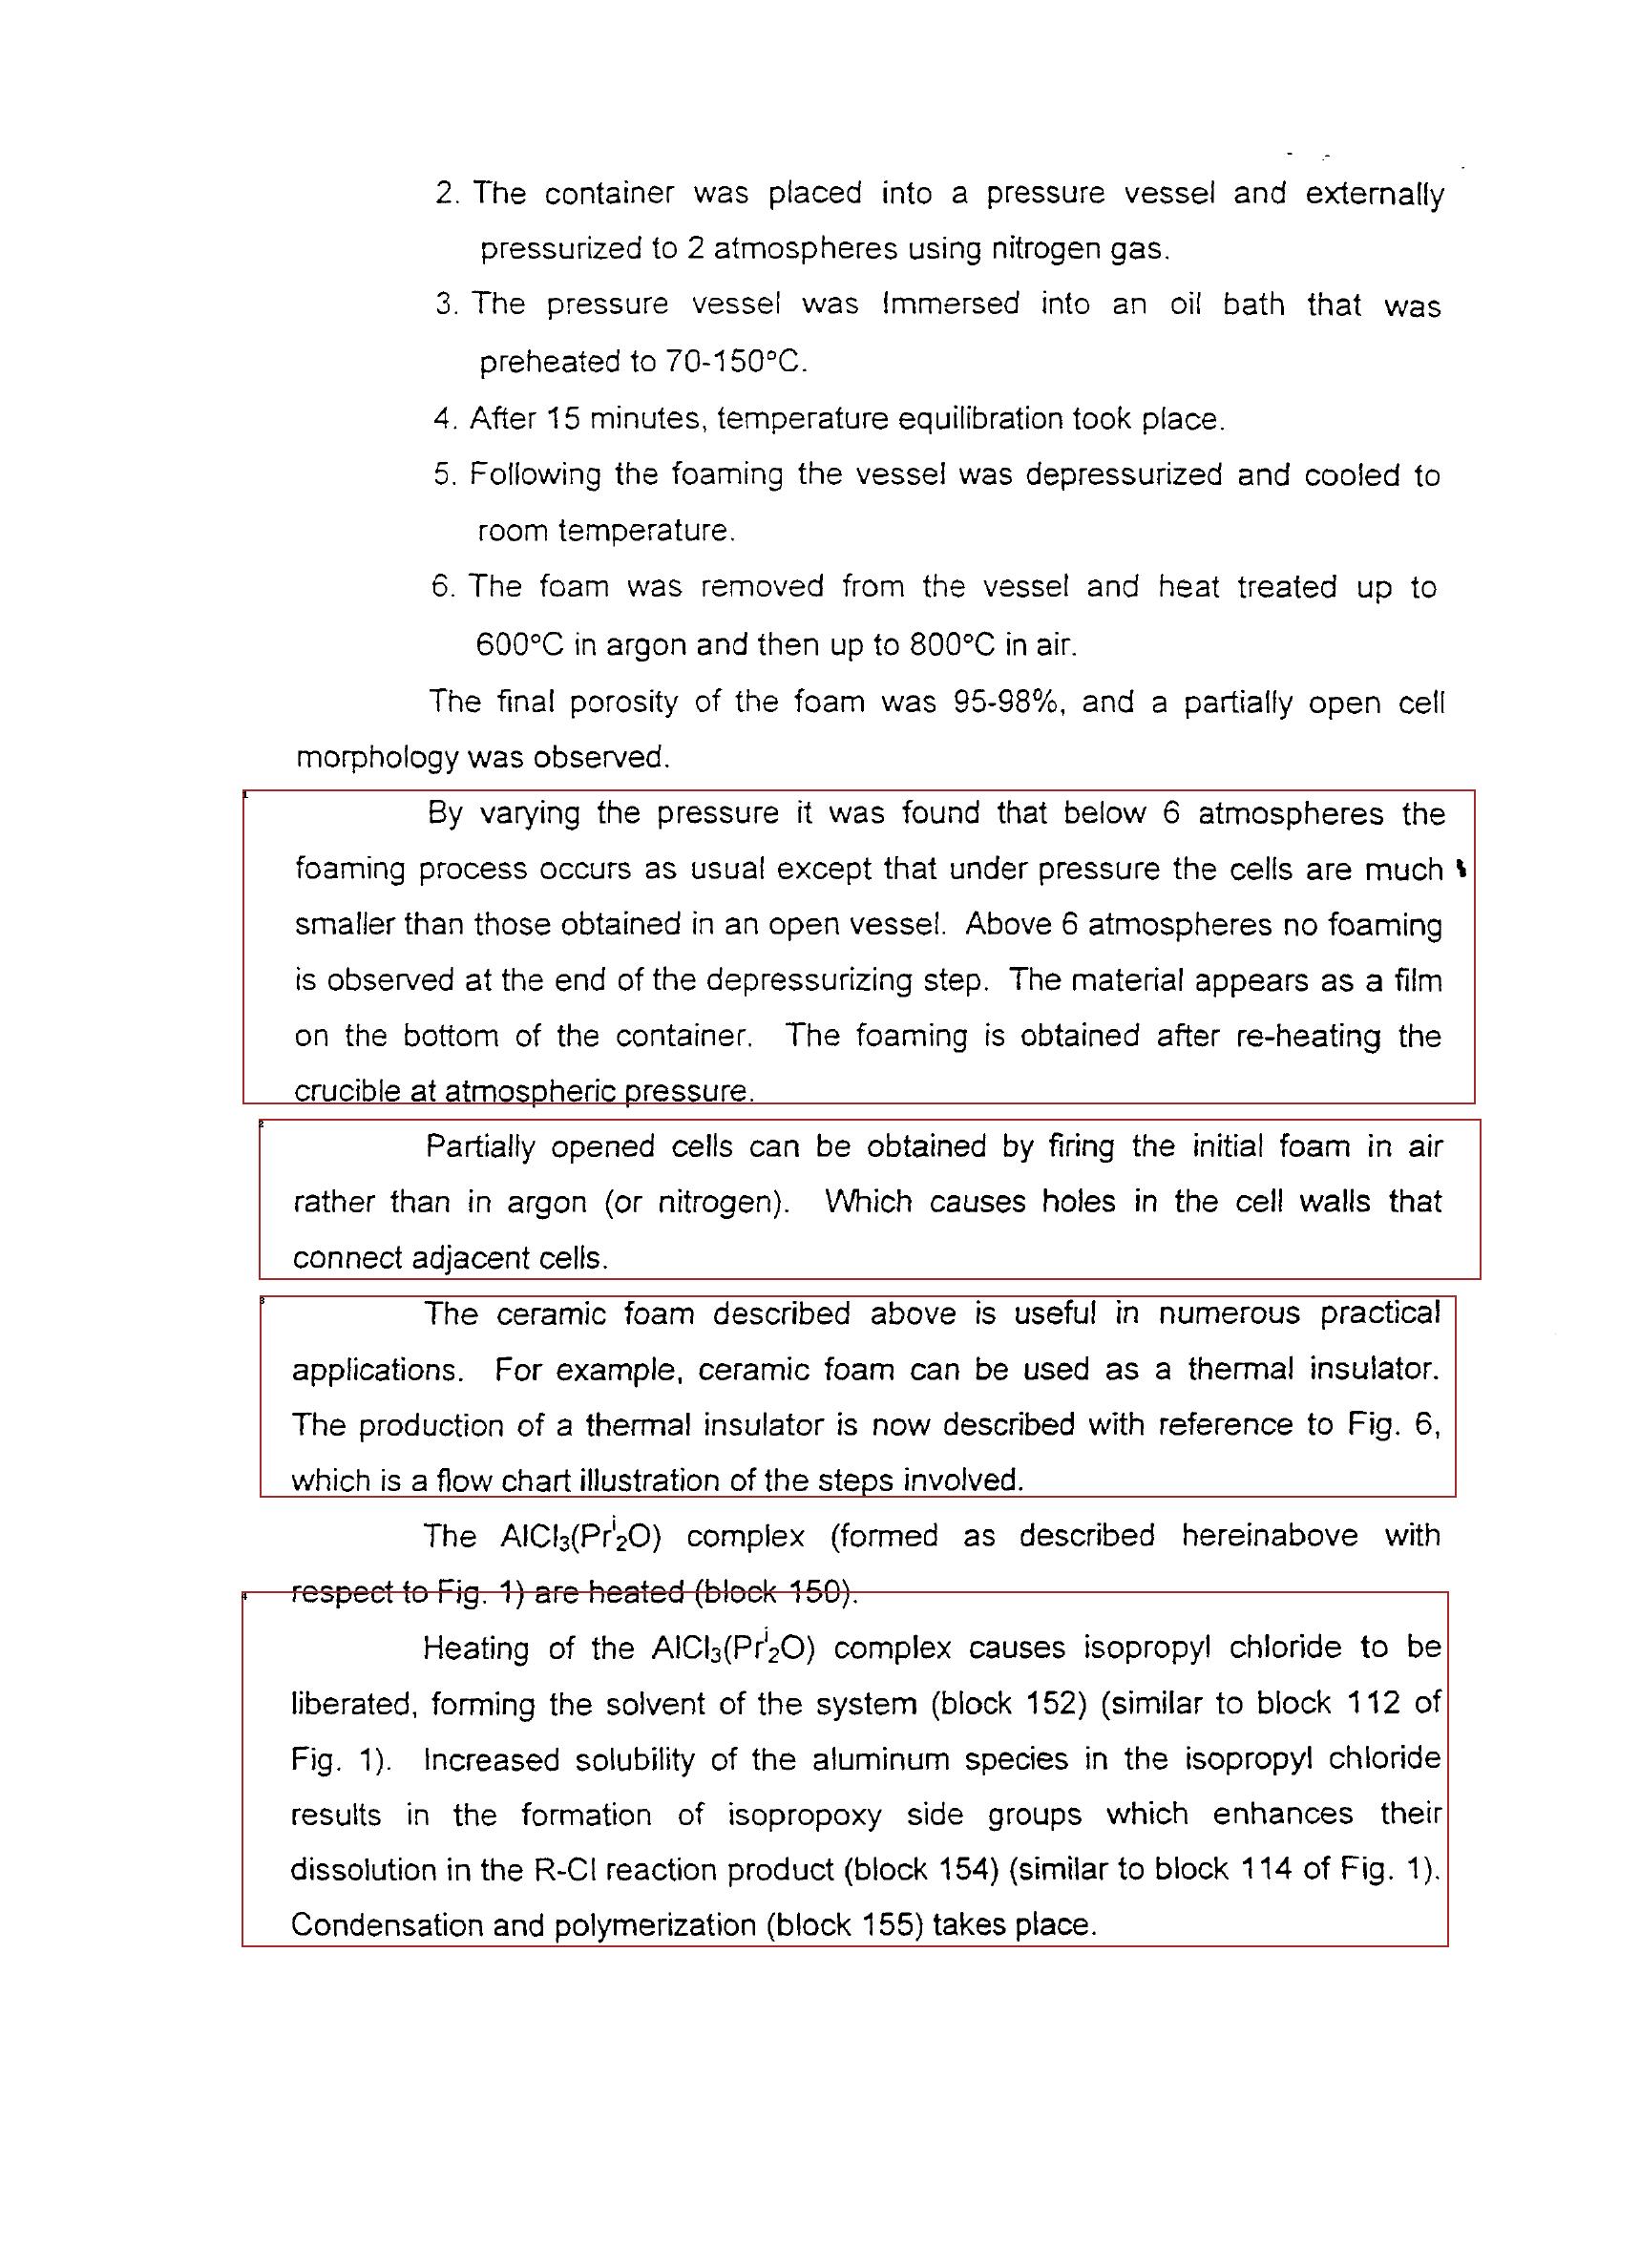 2. The container was placed into a pressure vessel and externally
pressurized to 2 atmospheres using nitrogen gas.
3. The pressure vessel was Immersed into an oil bath that was
preheated to 70-150°C.
4. After 15 minutes, temperature equilibration took place.
5. Following the foaming the vessel was depressurized and cooled to
room temperature.
6. The foam was removed from the vessel and heat treated up to
600°C in argon and then up to 800°C in air.
The final porosity of the foam was 95-98%, and a partially open cell
morphology was observed.
1
By varying the pressure it was found that below 6 atmospheres the
foaming process occurs as usual except that under pressure the cells are much
smaller than those obtained in an open vessel. Above 6 atmospheres no foaming
is observed at the end of the depressurizing step. The material appears as a film
on the bottom of the container. The foaming is obtained after re-heating the
crucible at atmospheric pressure.
2
Partially opened cells can be obtained by firing the initial foam in air
rather than in argon (or nitrogen). Which causes holes in the cell walls that
connect adjacent cells.
3
The ceramic foam described above is useful in numerous practical
applications. For example, ceramic foam can be used as a thermal insulator.
The production of a thermal insulator is now described with reference to Fig. 6,
which is a flow chart illustration of the steps involved.
The AlCl₃(Prⁱ₂O) complex (formed as described hereinabove with
respect to Fig. 1) are heated (block 150).
4
Heating of the AlCl₃(Prⁱ₂O) complex causes isopropyl chloride to be
liberated, forming the solvent of the system (block 152) (similar to block 112 of
Fig. 1). Increased solubility of the aluminum species in the isopropyl chloride
results in the formation of isopropoxy side groups which enhances their
dissolution in the R-Cl reaction product (block 154) (similar to block 114 of Fig. 1).
Condensation and polymerization (block 155) takes place.